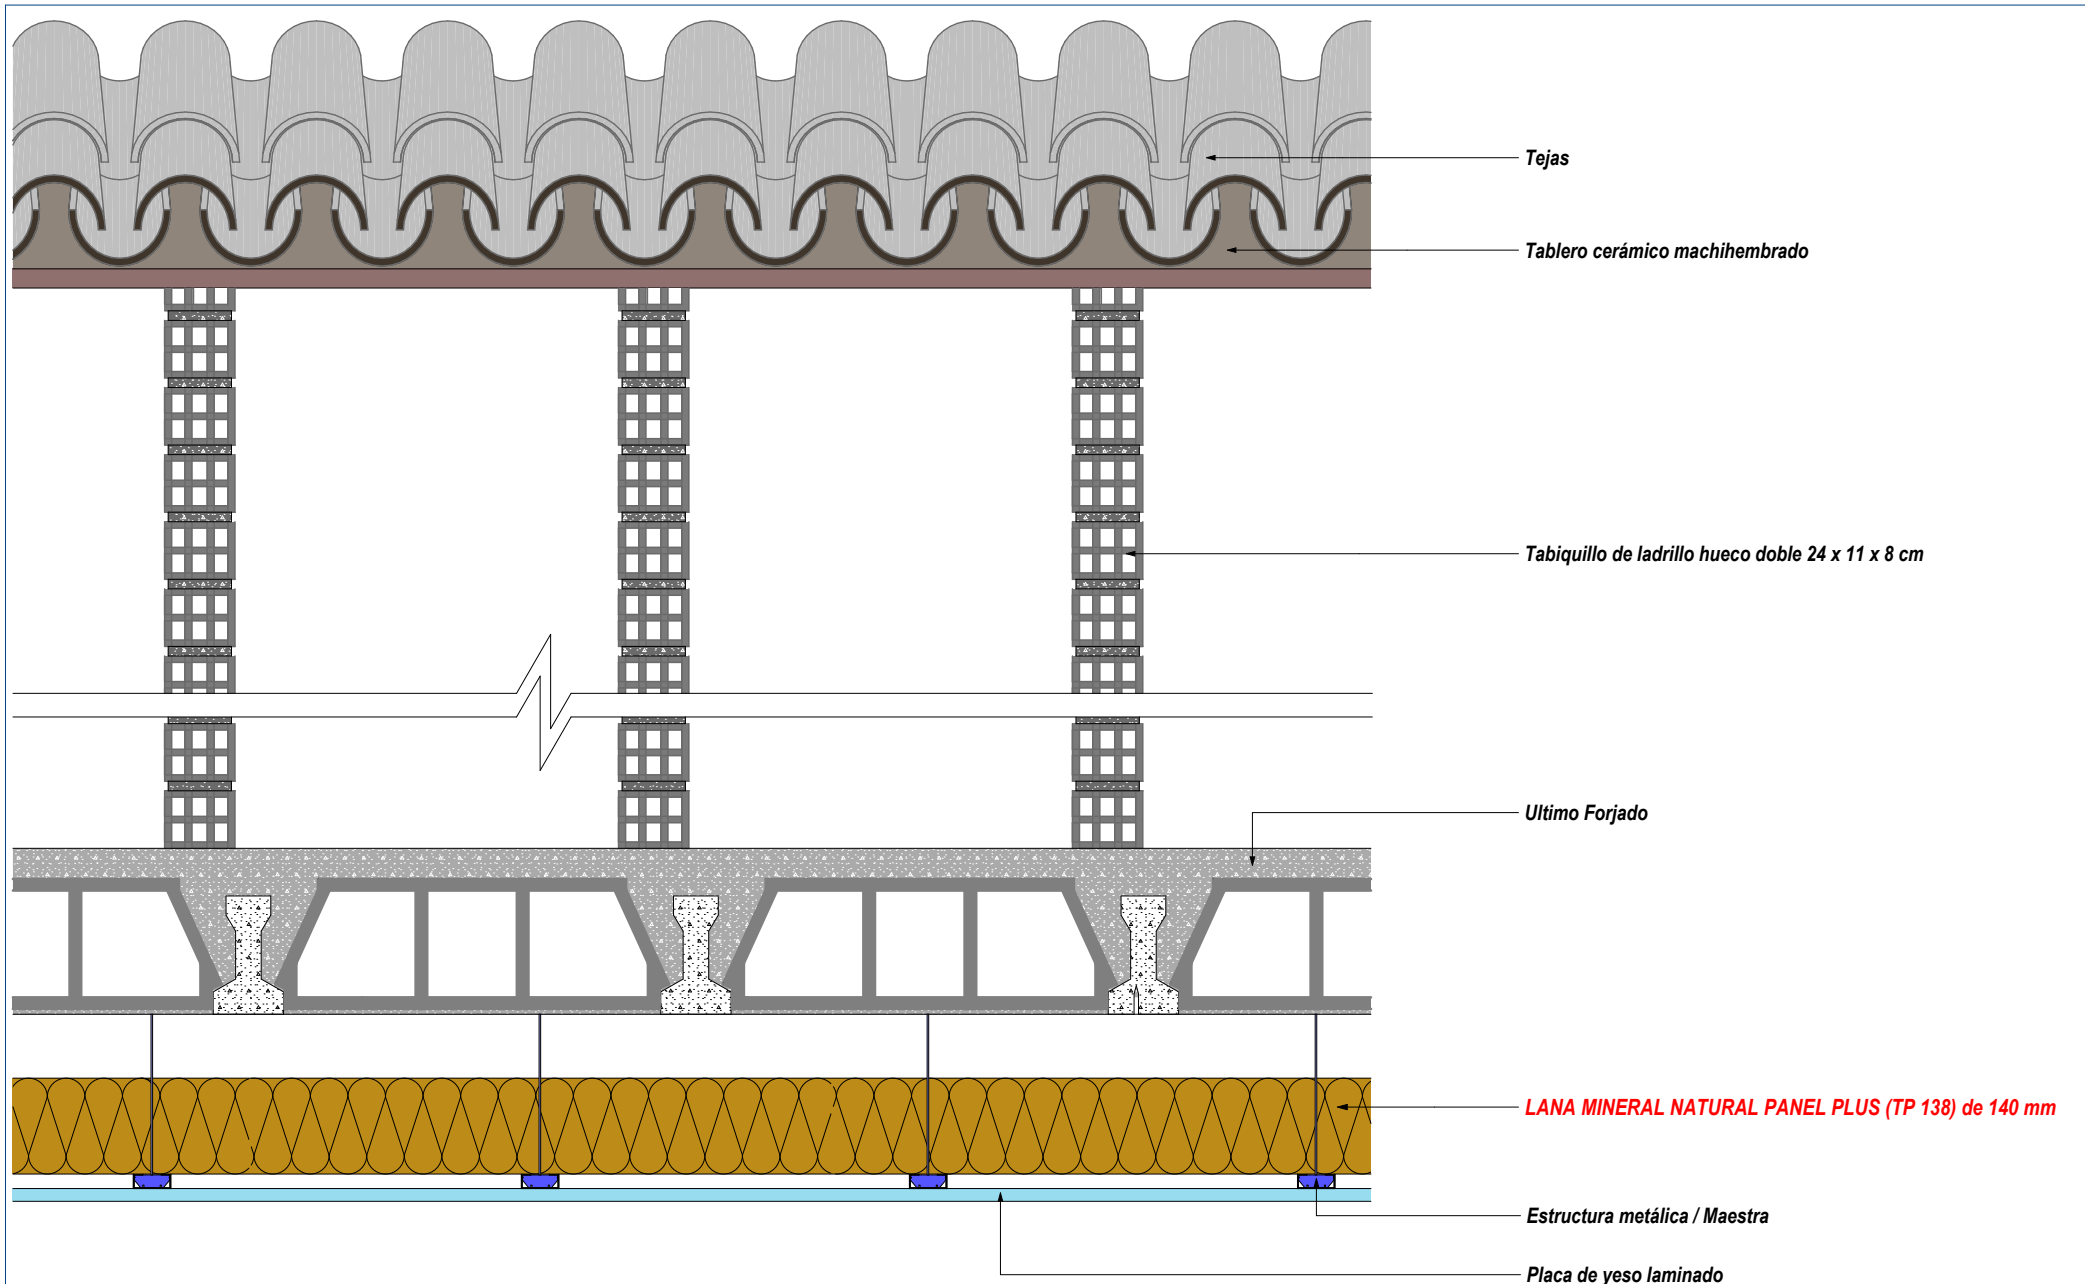 Tejas
Tablero cerámico machihembrado
Tabiquillo de ladrillo hueco doble 24 x 11 x 8 cm
Ultimo Forjado
LANA MINERAL NATURAL PANEL PLUS (TP 138) de 140 mm
Estructura metálica / Maestra
Placa de yeso laminado